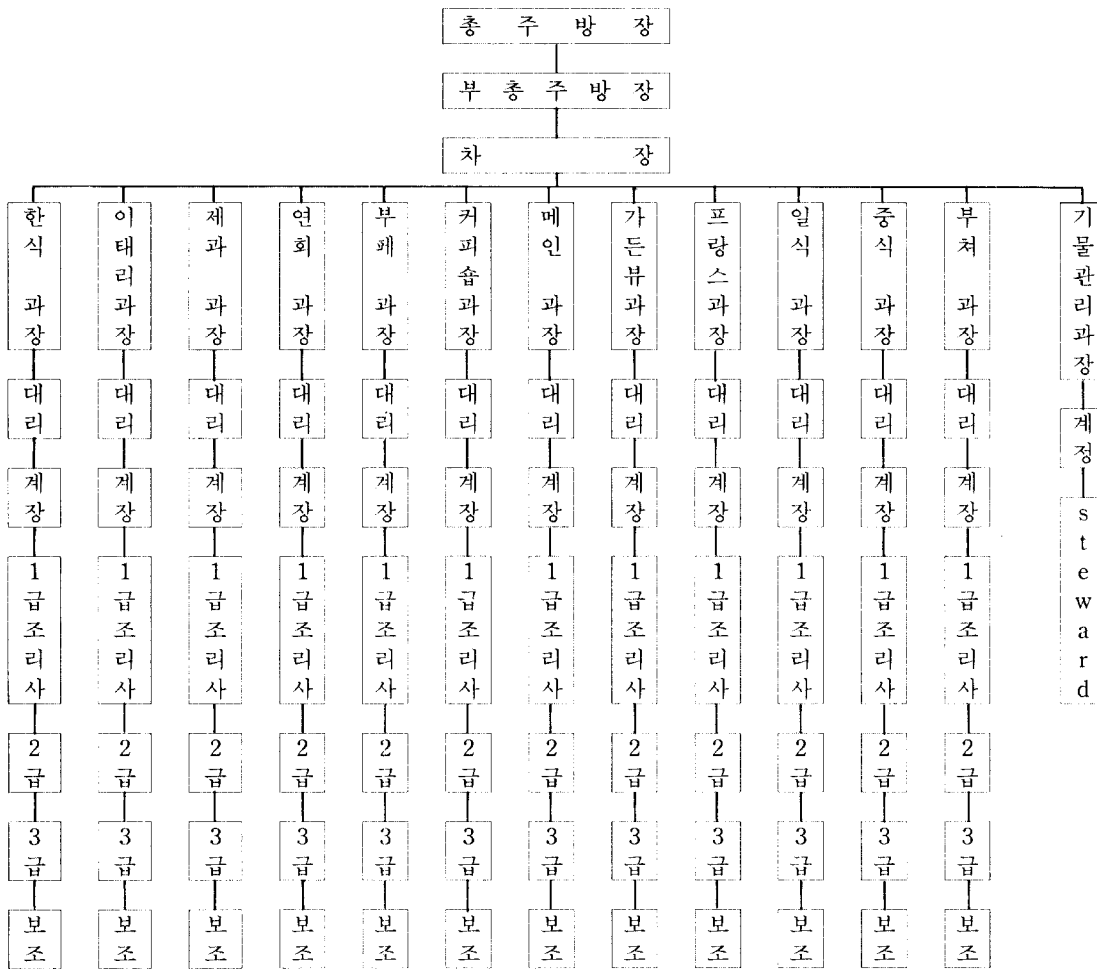 총 주 방 장
부 총 주 방 장
차 장
한식 과장
이태리과장
제과 과장
연회 과장
부페 과장
커피숍과장
메인 과장
가든뷰과장
프랑스과장
일식 과장
중식 과장
부쳐 과장
기물관리과장
대리
대리
대리
대리
대리
대리
대리
대리
대리
대리
대리
대리
계정
계장
계장
계장
계장
계장
계장
계장
계장
계장
계장
계장
계장
steward
1급조리사
1급조리사
1급조리사
1급조리사
1급조리사
1급조리사
1급조리사
1급조리사
1급조리사
1급조리사
1급조리사
1급조리사
2급
2급
2급
2급
2급
2급
2급
2급
2급
2급
2급
2급
3급
3급
3급
3급
3급
3급
3급
3급
3급
3급
3급
3급
보조
보조
보조
보조
보조
보조
보조
보조
보조
보조
보조
보조